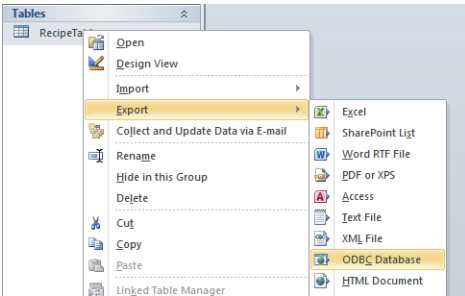 Tables
RecipeTa
Open
Design View
Import
Export
Collect and Update Data via E-mail
Rename
Hide in this Group
Delete
Cut
Copy
Paste
Linked Table Manager
Excel
SharePoint List
Word RTF File
PDF or XPS
Access
Text File
XML File
ODBC Database
HTML Document